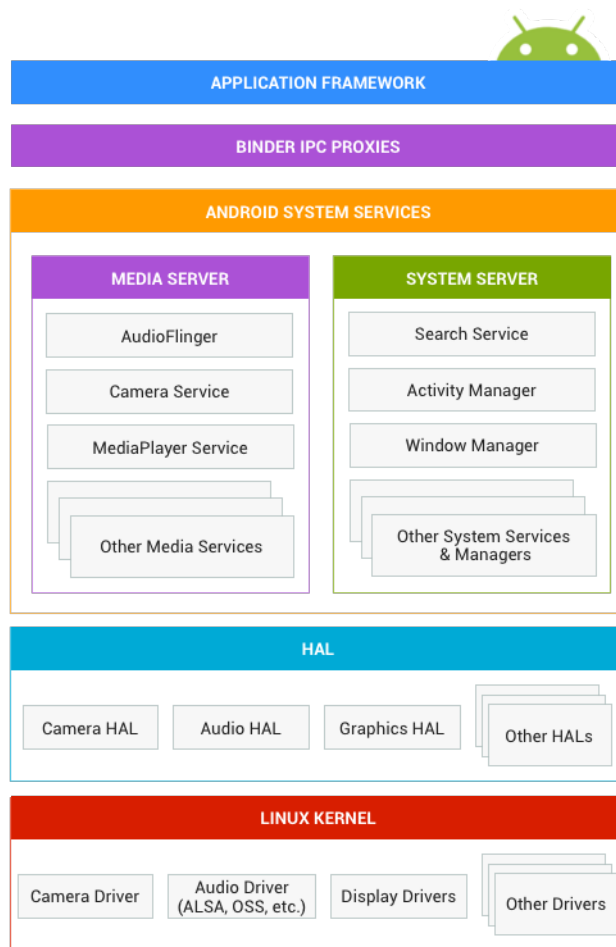 APPLICATION FRAMEWORK
BINDER IPC PROXIES
ANDROID SYSTEM SERVICES
MEDIA SERVER
AudioFlinger
Camera Service
MediaPlayer Service
Other Media Services
SYSTEM SERVER
Search Service
Activity Manager
Window Manager
Other System Services
& Managers
HAL
Camera HAL
Audio HAL
Graphics HAL
Other HALs
LINUX KERNEL
Camera Driver
Audio Driver
(ALSA, OSS, etc.)
Display Drivers
Other Drivers